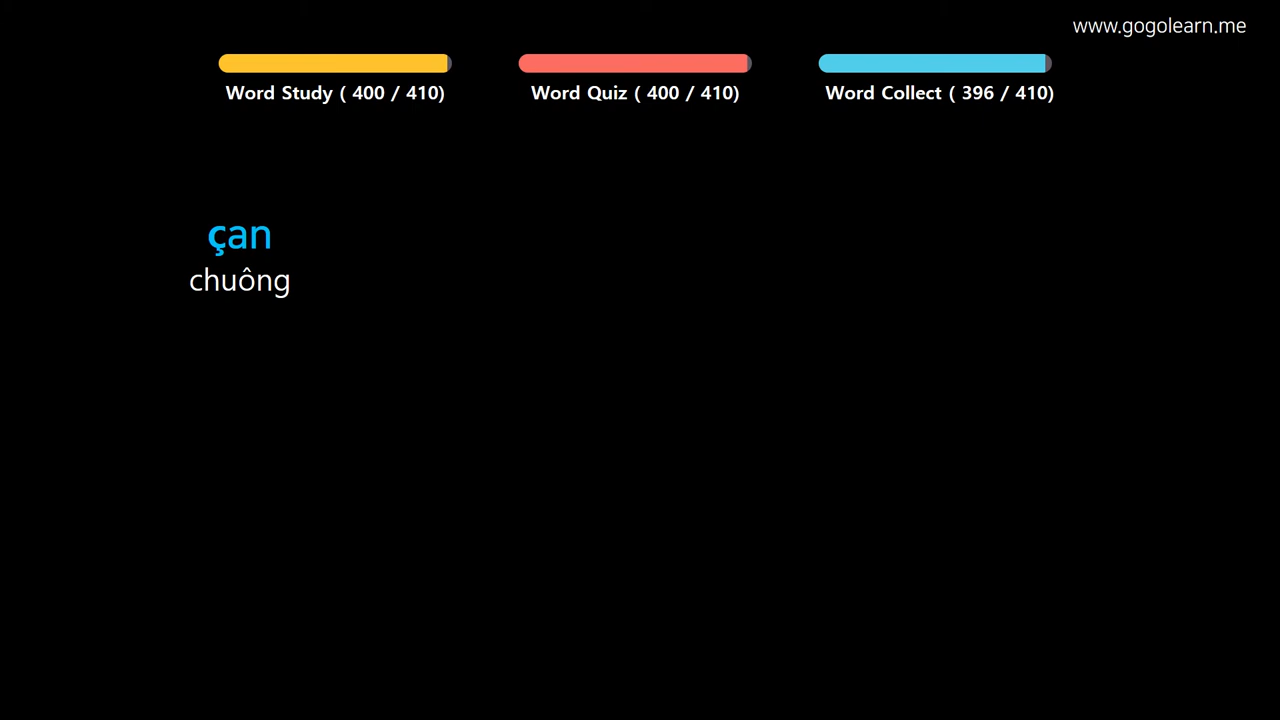 www.gogolearn.me
Word Study ( 400 / 410)
Word Quiz ( 400 / 410)
Word Collect ( 396 / 410)
çan
chuông